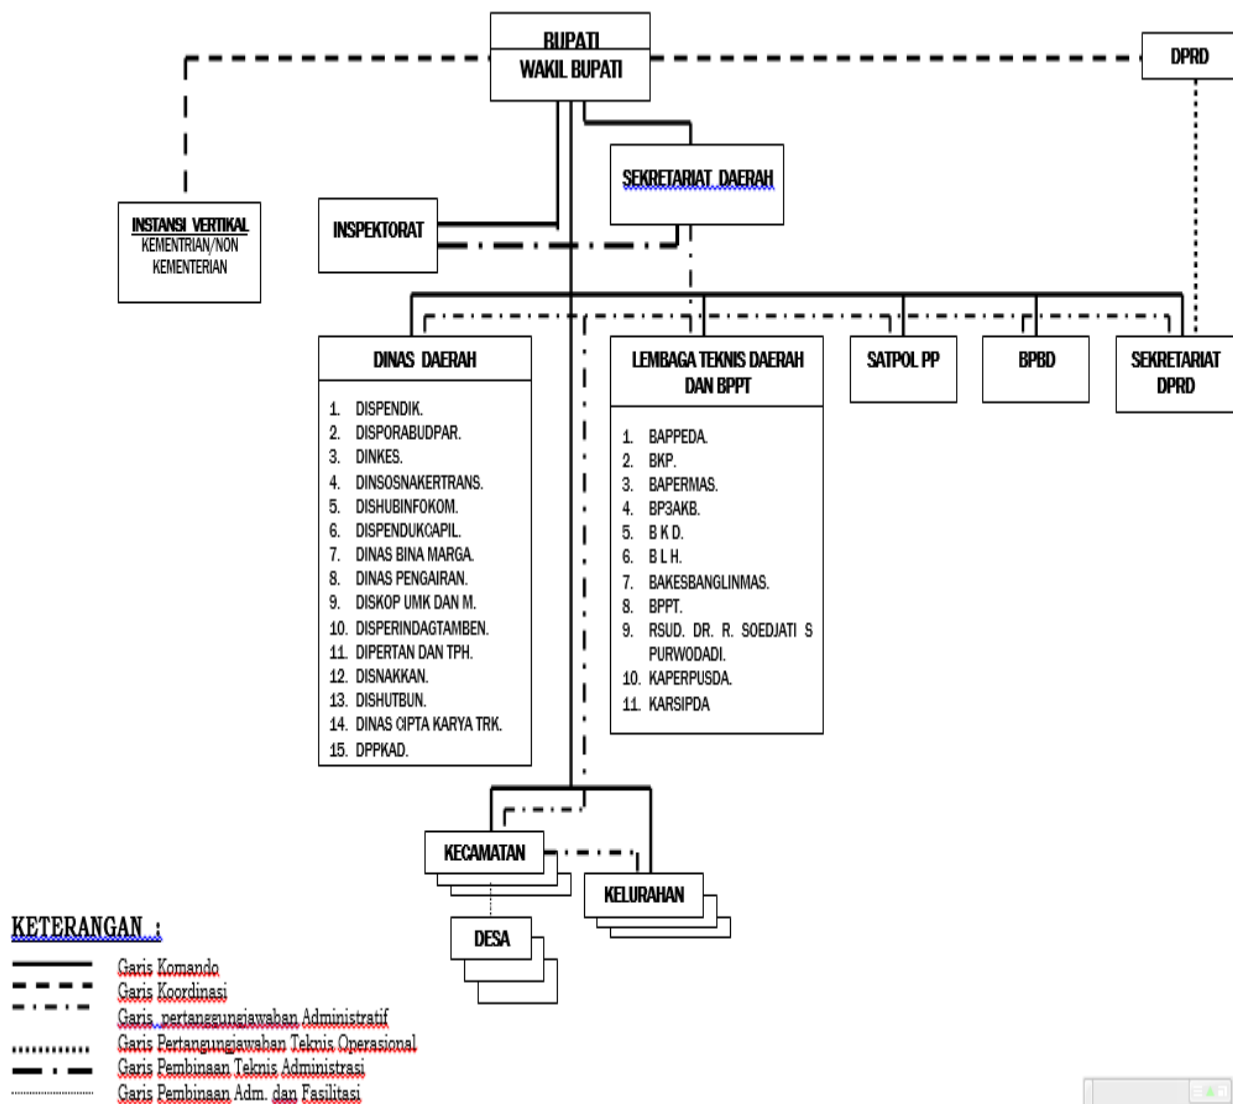 BUPATI
WAKIL BUPATI
DPRD
SEKRETARIAT DAERAH
INSTANSI VERTIKAL
KEMENTRIAN/NON
KEMENTERIAN
INSPEKTORAT
DINAS DAERAH
1. DISPENDIK.
2. DISPORABUDPAR.
3. DINKES.
4. DINSOSNAKERTRANS.
5. DISHUBINFOKOM.
6. DISPENDUKCAPIL.
7. DINAS BINA MARGA.
8. DINAS PENGAIRAN.
9. DISKOP UMK DAN M.
10. DISPERINDAGTAMBEN.
11. DIPERTAN DAN TPH.
12. DISNAKKAN.
13. DISHUTBUN.
14. DINAS CIPTA KARYA TRK.
15. DPPKAD.
LEMBAGA TEKNIS DAERAH
DAN BPPT
1. BAPPEDA.
2. BKP.
3. BAPERMAS.
4. BP3AKB.
5. B K D.
6. B L H.
7. BAKESBANGLINMAS.
8. BPPT.
9. RSUD. DR. R. SOEDJATI S
PURWODADI.
10. KAPERPUSDA.
11. KARSIPDA
SATPOL PP
BPBD
SEKRETARIAT
DPRD
KECAMATAN
KELURAHAN
DESA
KETERANGAN :
Garis Komando
Garis Koordinasi
Garis pertanggungjawaban Administratif
Garis Pertangungjawaban Teknis Operasional
Garis Pembinaan Teknis Administrasi
Garis Pembinaan Adm. dan Fasilitasi